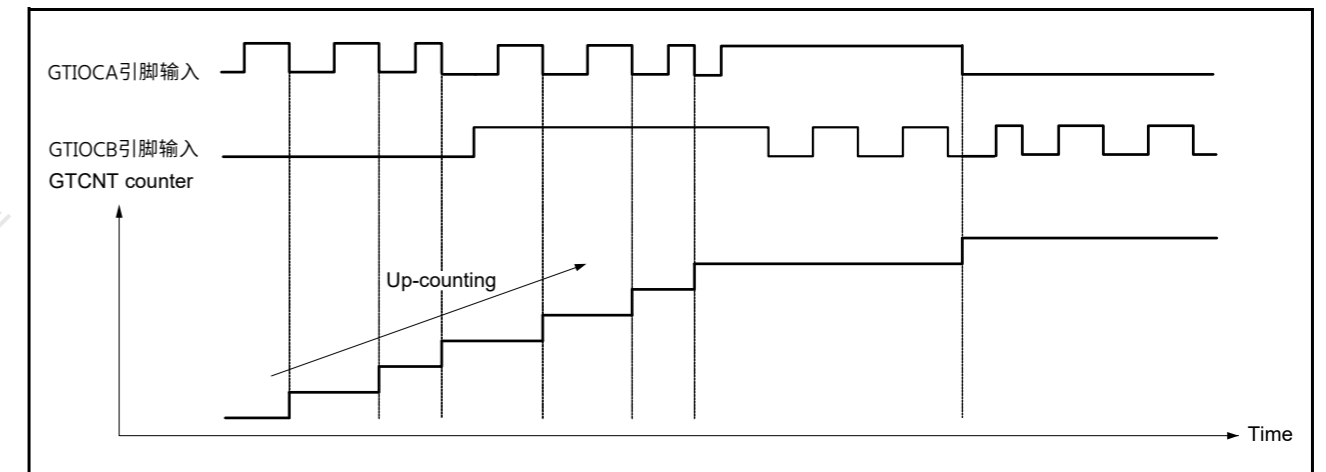 GTIOCA引脚输入
GTIOCB引脚输入
GTCNT counter
Up-counting
Time